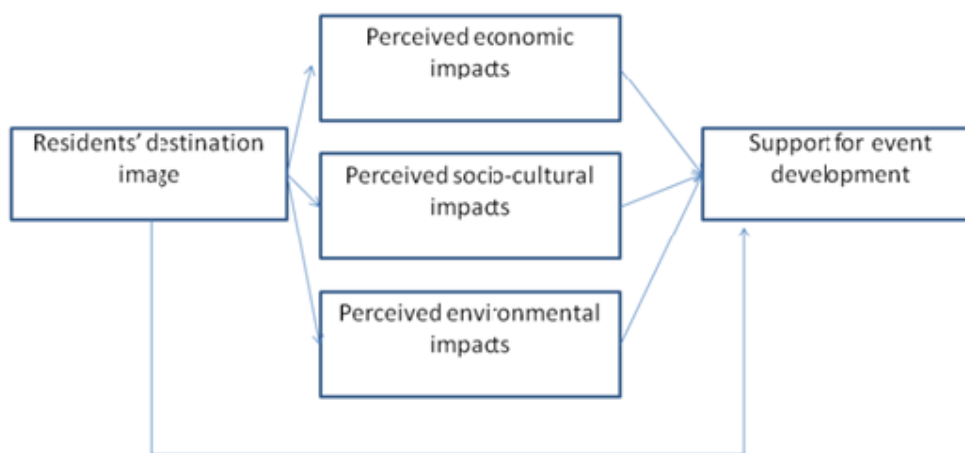 Perceived economic
impacts
Residents' destination
image
Perceived socio-cultural
impacts
Support for event
development
Perceived environmental
impacts